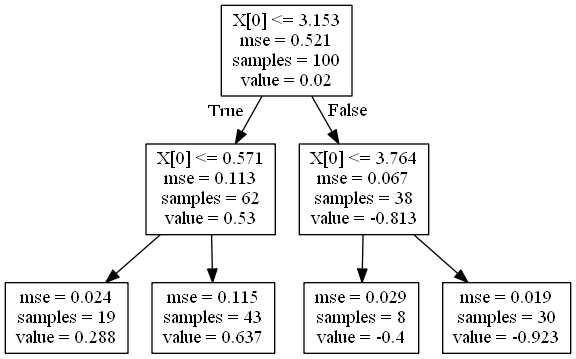 X[0] <= 3.153
mse = 0.521
samples = 100
value = 0.02
True
False
X[0] <= 0.571
mse = 0.113
samples = 62
value = 0.53
X[0] <= 3.764
mse = 0.067
samples = 38
value = -0.813
mse = 0.024
samples = 19
value = 0.288
mse = 0.115
samples = 43
value = 0.637
mse = 0.029
samples = 8
value = -0.4
mse = 0.019
samples = 30
value = -0.923